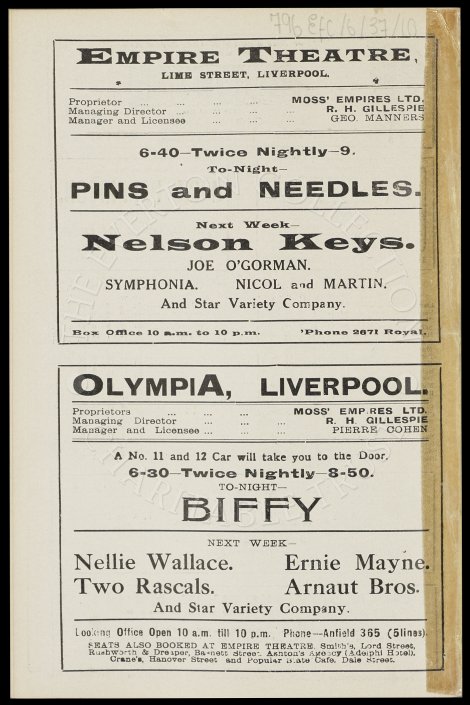 796 EFC/6/37/10
EMPIRE THEATRE,
LIME STREET, LIVERPOOL.
Proprietor ... ... ... ... MOSS' EMPIRES LTD.
Managing Director ... ... ... ... R. H. GILLESPIE
Manager and Licensee ... ... ... GEO. MANNERS
6-40—Twice Nightly—9.
To-Night—
PINS and NEEDLES.
Next Week—
Nelson Keys.
JOE O'GORMAN.
SYMPHONIA. NICOL and MARTIN.
And Star Variety Company.
Box Office 10 a.m. to 10 p.m. 'Phone 2671 Royal.
OLYMPIA, LIVERPOOL.
Proprietors ... ... ... ... MOSS' EMPIRES LTD.
Managing Director ... ... ... R. H. GILLESPIE
Manager and Licensee ... ... ... PIERRE COHEN
A No. 11 and 12 Car will take you to the Door.
6-30—Twice Nightly—8-50.
TO-NIGHT—
BIFFY
NEXT WEEK—
Nellie Wallace. Ernie Mayne.
Two Rascals. Arnaut Bros.
And Star Variety Company.
Looking Office Open 10 a.m. till 10 p.m. Phone—Anfield 365 (5lines).
SEATS ALSO BOOKED AT EMPIRE THEATRE. Smith's, Lord Street,
Rushworth & Dreaper, Basnett Street, Ashton's Agency (Adelphi Hotel),
Crane's, Hanover Street and Popular State Cafe, Dale Street.